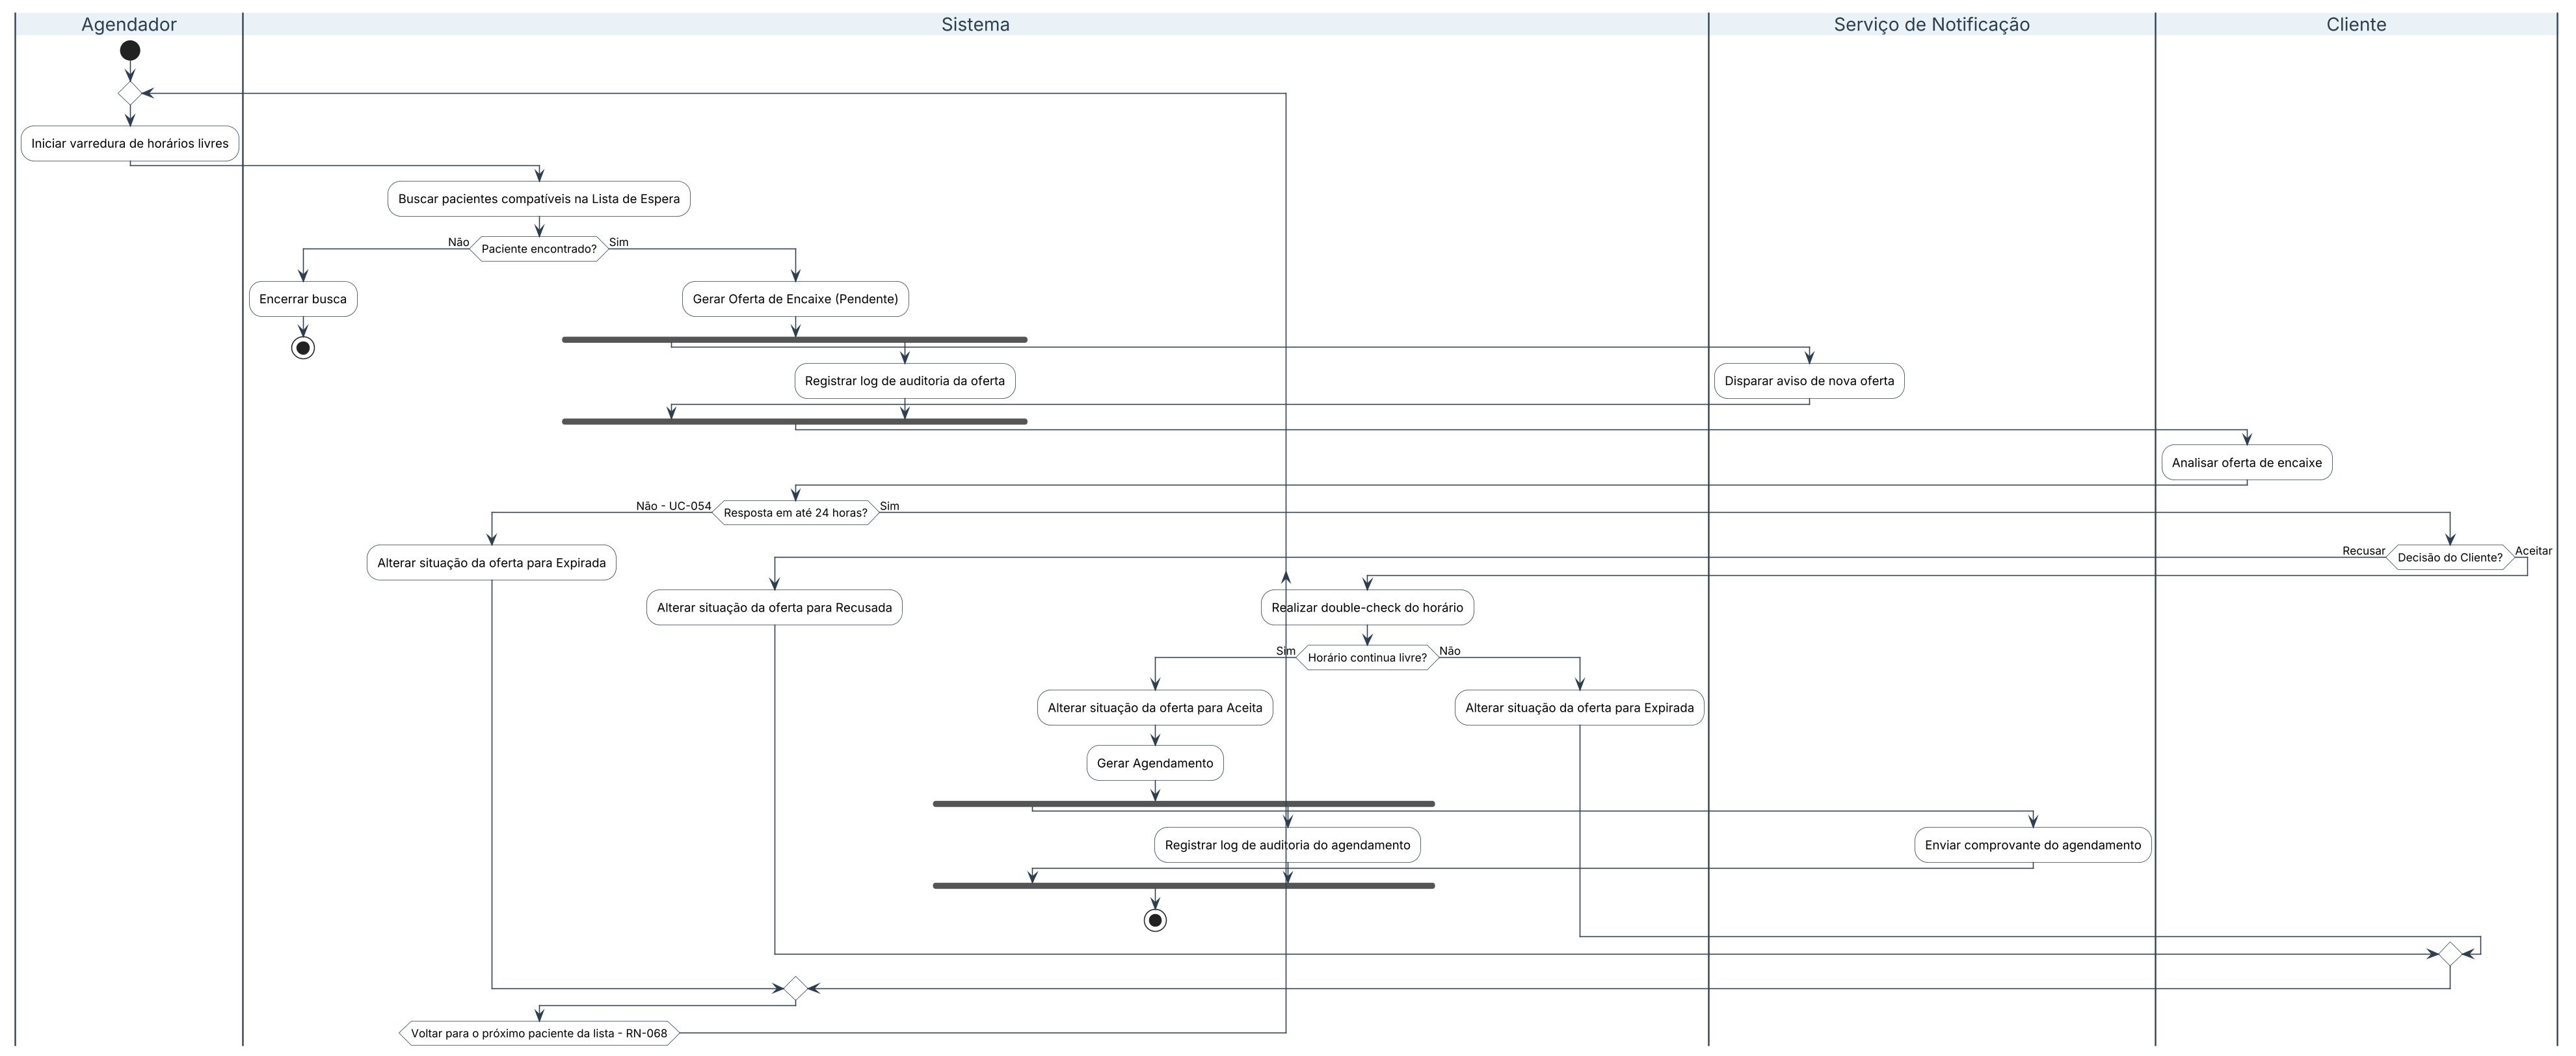 Agendador
Sistema
Serviço de Notificação
Cliente
Iniciar varredura de horários livres
Buscar pacientes compatíveis na Lista de Espera
Não
Paciente encontrado?
Sim
Encerrar busca
Gerar Oferta de Encaixe (Pendente)
Registrar log de auditoria da oferta
Disparar aviso de nova oferta
Analisar oferta de encaixe
Não - UC-054
Resposta em até 24 horas?
Sim
Alterar situação da oferta para Expirada
Recusar
Decisão do Cliente?
Aceitar
Alterar situação da oferta para Recusada
Realizar double-check do horário
Sim
Horário continua livre?
Não
Alterar situação da oferta para Aceita
Alterar situação da oferta para Expirada
Gerar Agendamento
Registrar log de auditoria do agendamento
Enviar comprovante do agendamento
Voltar para o próximo paciente da lista - RN-068